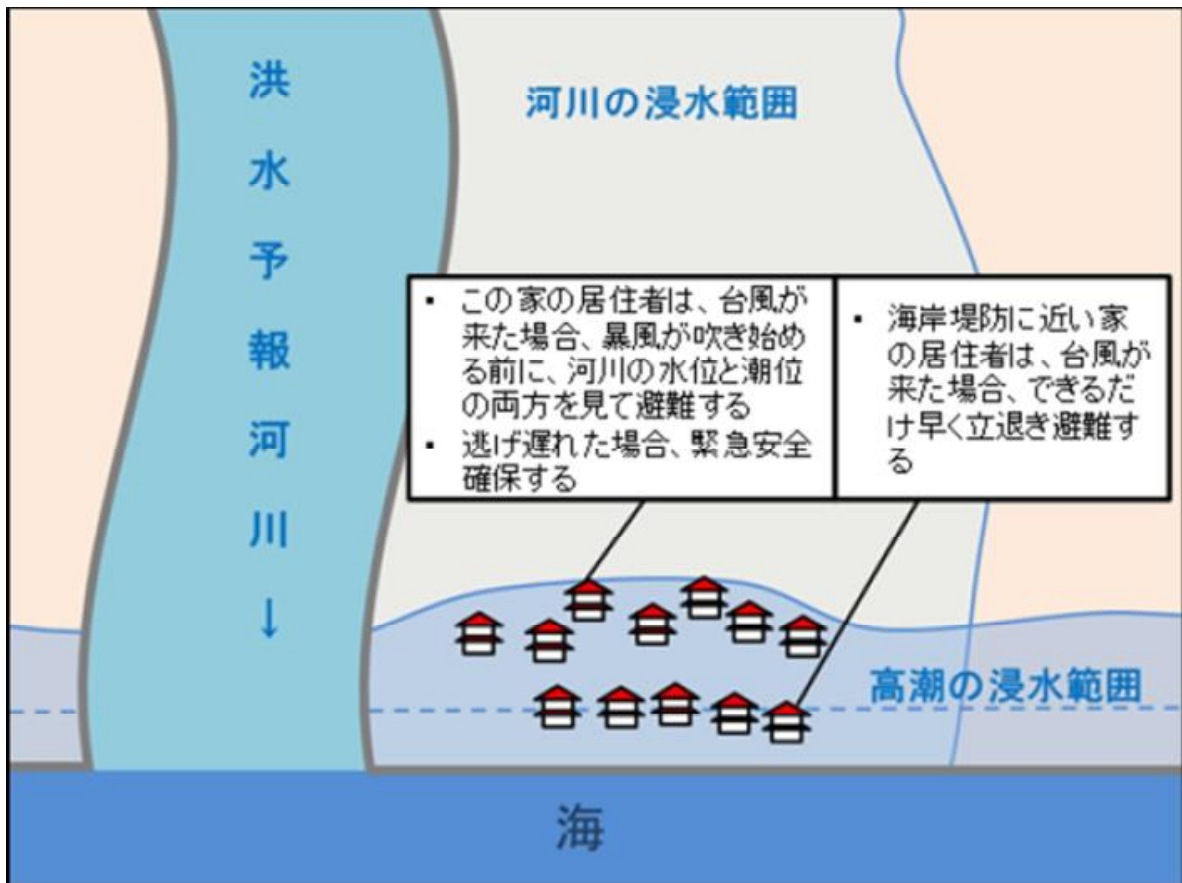 洪水予報河川↓
河川の浸水範囲
▪ この家の居住者は、台風が
来た場合、暴風が吹き始め
る前に、河川の水位と潮位
の両方を見て避難する
▪ 逃げ遅れた場合、緊急安全
確保する
▪ 海岸堤防に近い家
の居住者は、台風が
来た場合、できるだ
け早く立退き避難す
る
高潮の浸水範囲
海